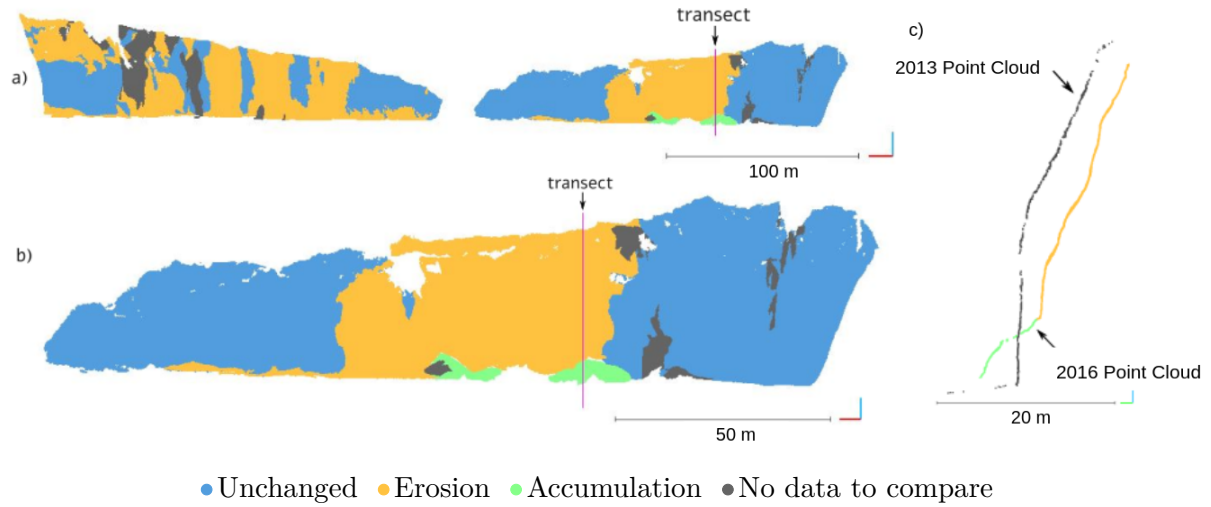 transect
c)
2013 Point Cloud
a)
100 m
transect
b)
2016 Point Cloud
20 m
50 m
Unchanged Erosion Accumulation No data to compare